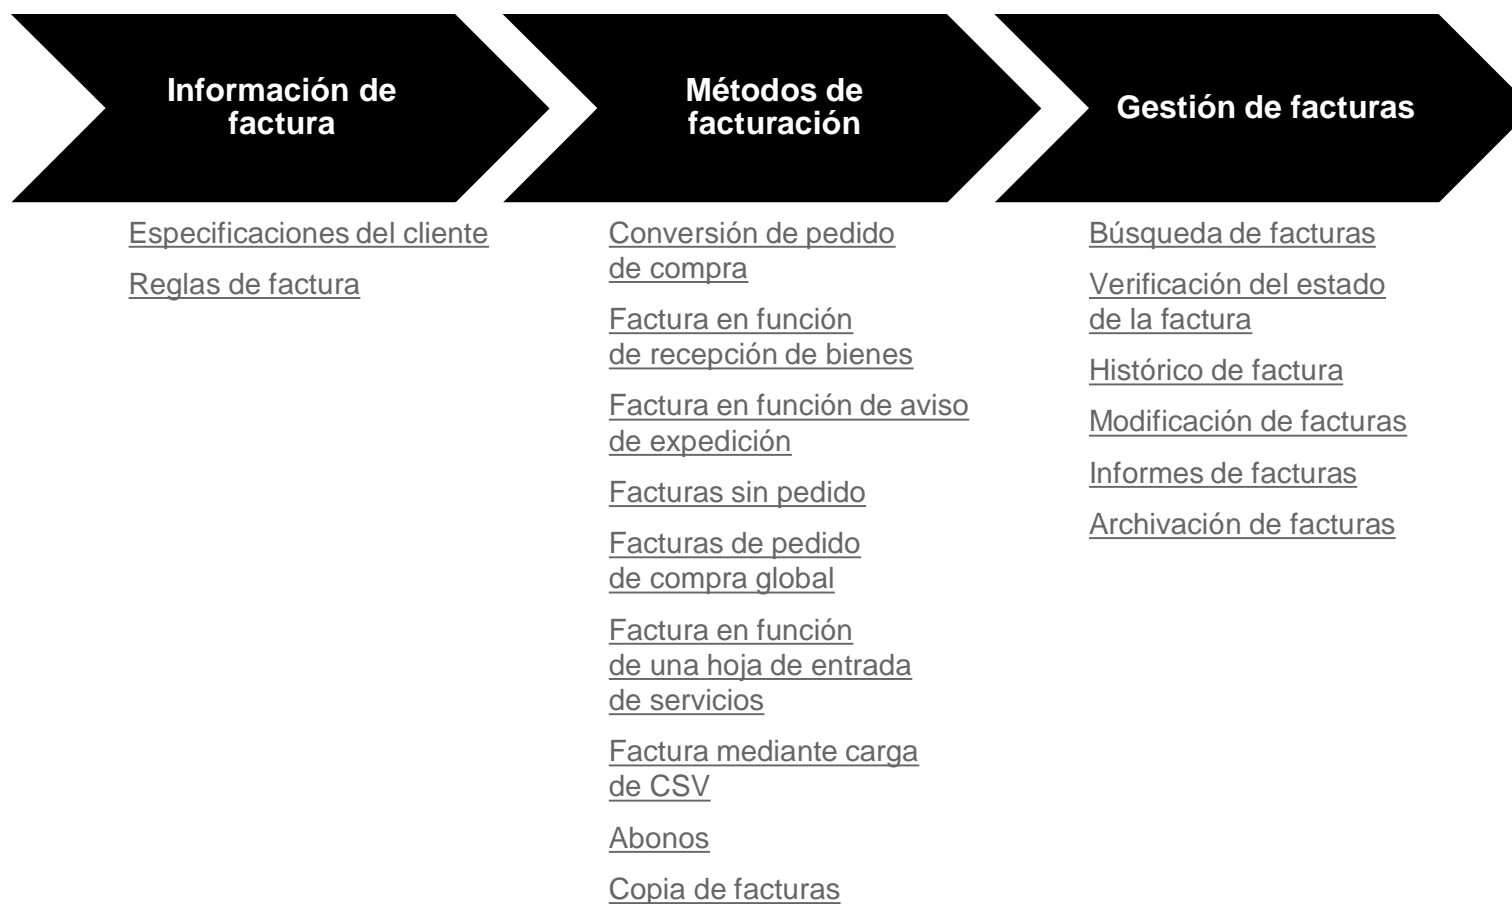 Información de
factura
Métodos de
facturación
Gestión de facturas
Especificaciones del cliente
Reglas de factura
Conversión de pedido
de compra
Factura en función
de recepción de bienes
Factura en función de aviso
de expedición
Facturas sin pedido
Facturas de pedido
de compra global
Factura en función
de una hoja de entrada
de servicios
Factura mediante carga
de CSV
Abonos
Copia de facturas
Búsqueda de facturas
Verificación del estado
de la factura
Histórico de factura
Modificación de facturas
Informes de facturas
Archivación de facturas